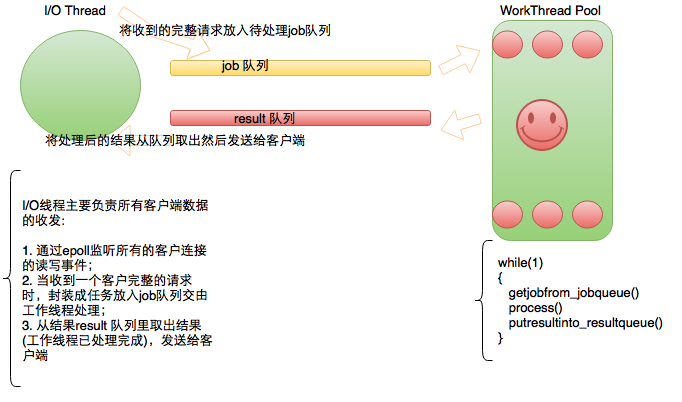 I/O Thread
WorkThread Pool
将收到的完整请求放入待处理job队列
job 队列
result 队列
将处理后的结果从队列取出然后发送给客户端
I/O线程主要负责所有客户端数据
的收发:
1. 通过epoll监听所有的客户连接
的读写事件；
2. 当收到一个客户完整的请求
时，封装成任务放入job队列交由
工作线程处理；
3. 从结果result 队列里取出结果
(工作线程已处理完成)，发送给客
户端
while(1)
{
getjobfrom_jobqueue()
process()
putresultinto_resultqueue()
}